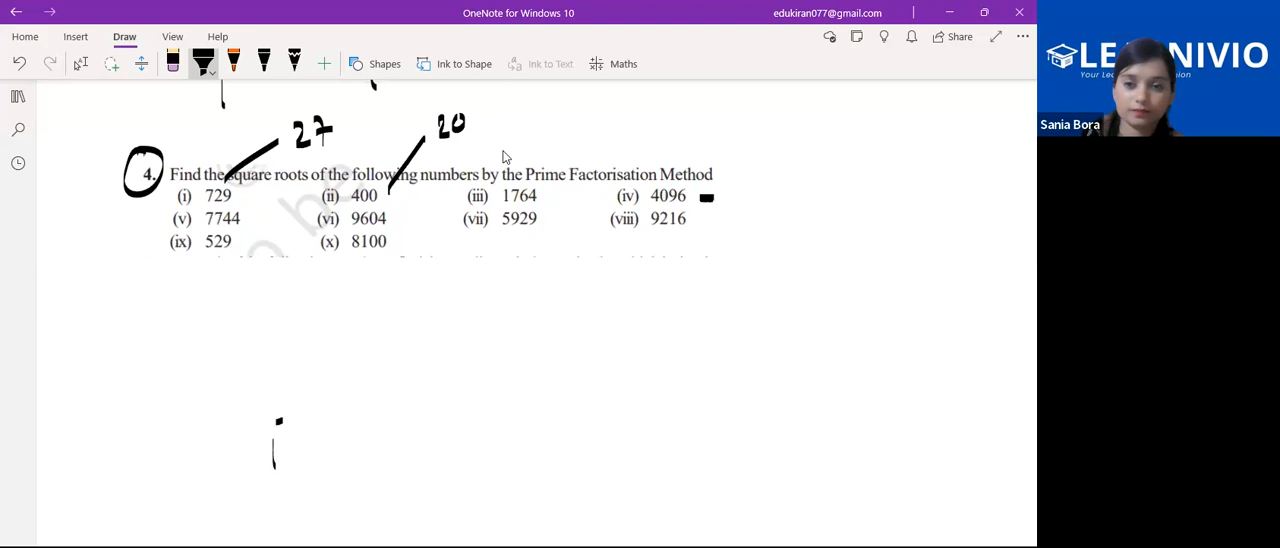 OneNote for Windows 10
edukiran077@gmail.com
Home Insert Draw View Help
Shapes Ink to Shape Ink to Text Maths Share
LEARNIVIO
Sania Bora
27
20
4. Find the square roots of the following numbers by the Prime Factorisation Method
(i) 729 (ii) 400 (iii) 1764 (iv) 4096
(v) 7744 (vi) 9604 (vii) 5929 (viii) 9216
(ix) 529 (x) 8100
i